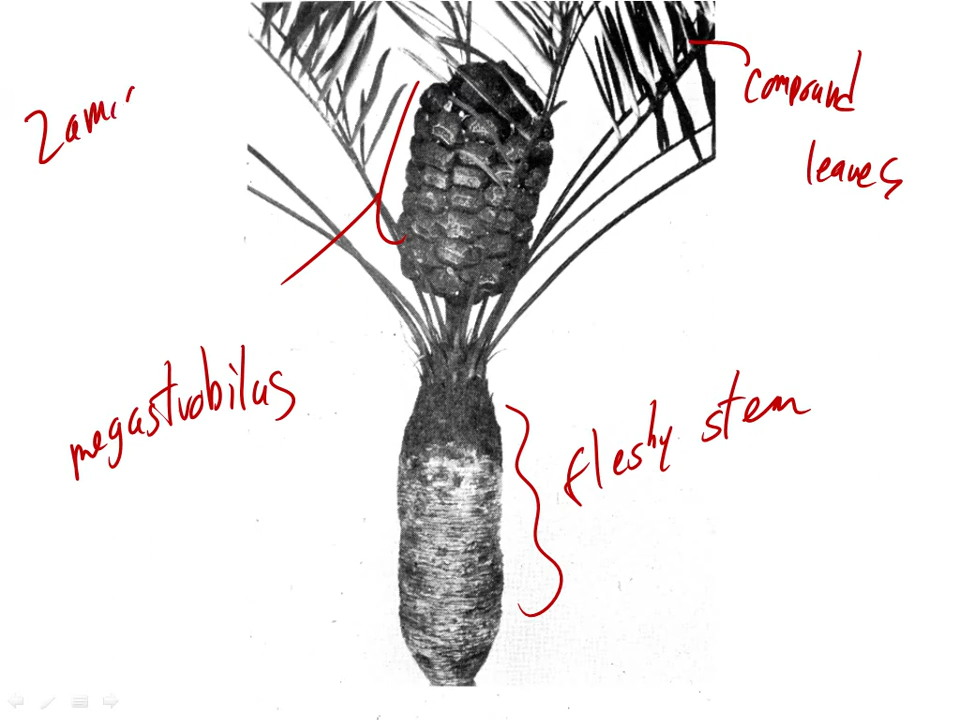 Zami
compound
leaves
megastrobilus
fleshy stem